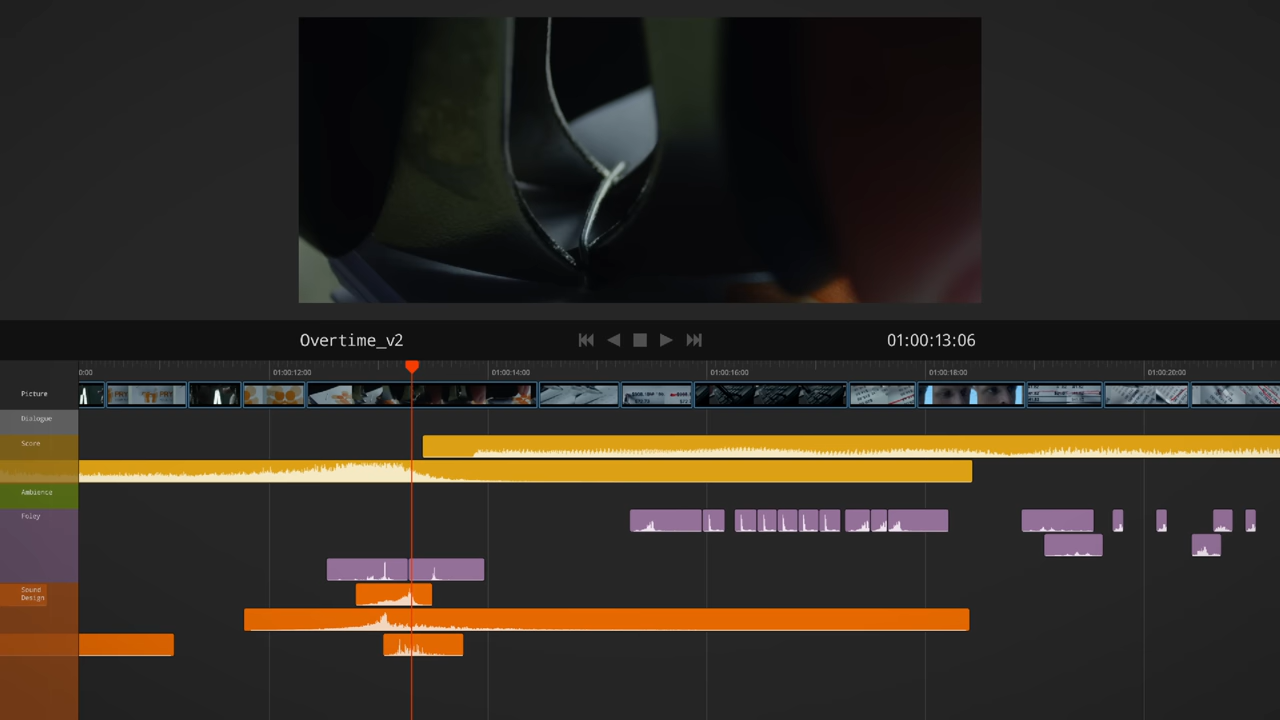 Overtime_v2
01:00:13:06
0:00
01:00:12:00
01:00:14:00
01:00:16:00
01:00:18:00
01:00:20:00
Picture
Dialogue
Score
Ambience
Foley
Sound
Design